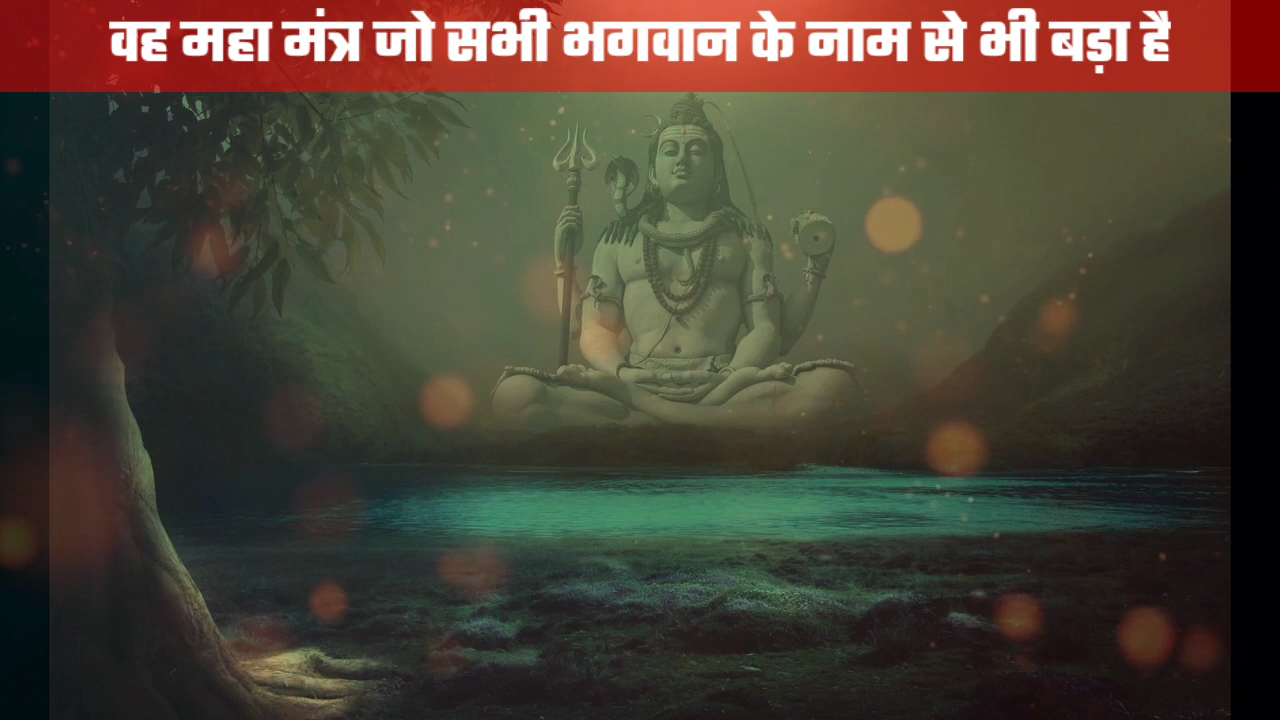 वह महा मंत्र जो सभी भगवान के नाम से भी बड़ा है